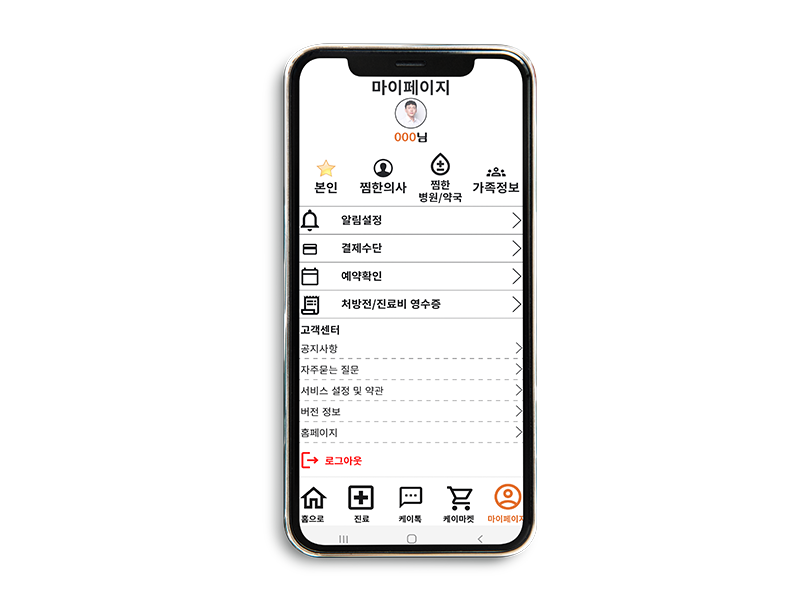 마이페이지
000님
본인
찜한의사
찜한
병원/약국
가족정보
알림설정
결제수단
예약확인
처방전/진료비 영수증
고객센터
공지사항
자주묻는 질문
서비스 설정 및 약관
버전 정보
홈페이지
로그아웃
홈으로
진료
케이톡
케이마켓
마이페이지